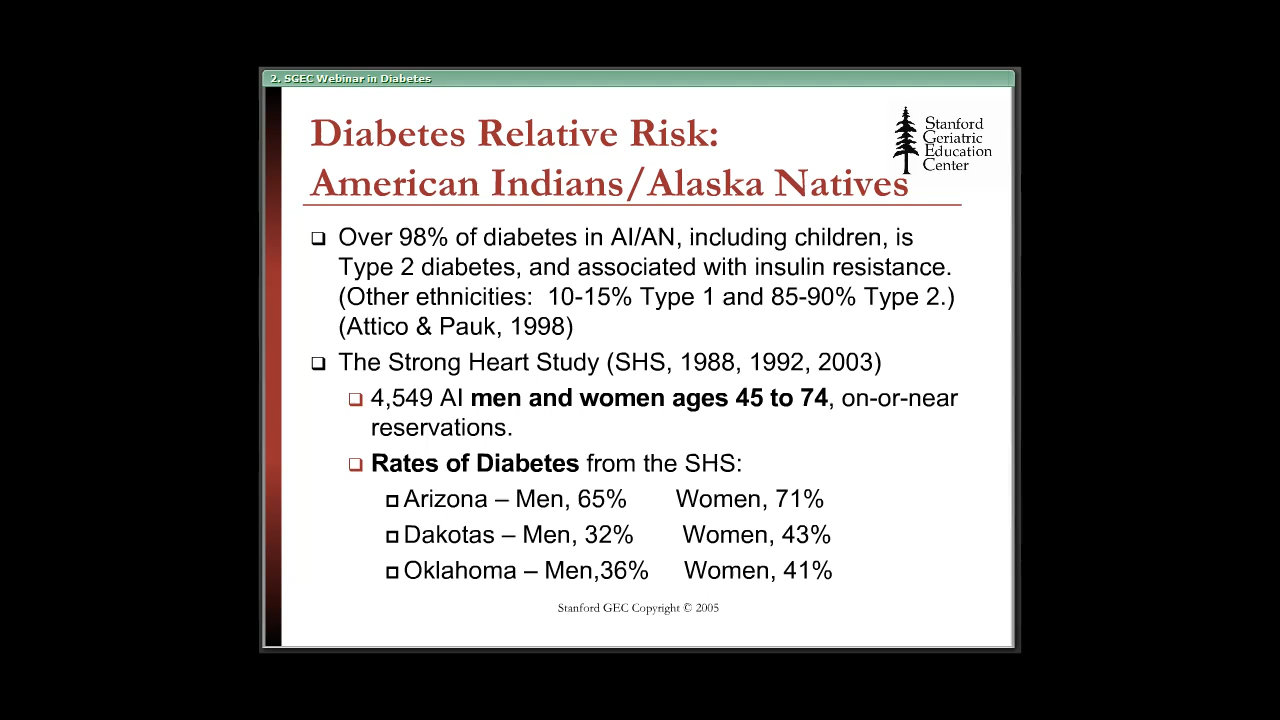 2. SGEC Webinar in Diabetes
Diabetes Relative Risk:
American Indians/Alaska Natives
Stanford
Geriatric
Education
Center
Over 98% of diabetes in AI/AN, including children, is
Type 2 diabetes, and associated with insulin resistance.
(Other ethnicities: 10-15% Type 1 and 85-90% Type 2.)
(Attico & Pauk, 1998)
The Strong Heart Study (SHS, 1988, 1992, 2003)
4,549 AI men and women ages 45 to 74, on-or-near
reservations.
Rates of Diabetes from the SHS:
Arizona – Men, 65% Women, 71%
Dakotas – Men, 32% Women, 43%
Oklahoma – Men,36% Women, 41%
Stanford GEC Copyright © 2005